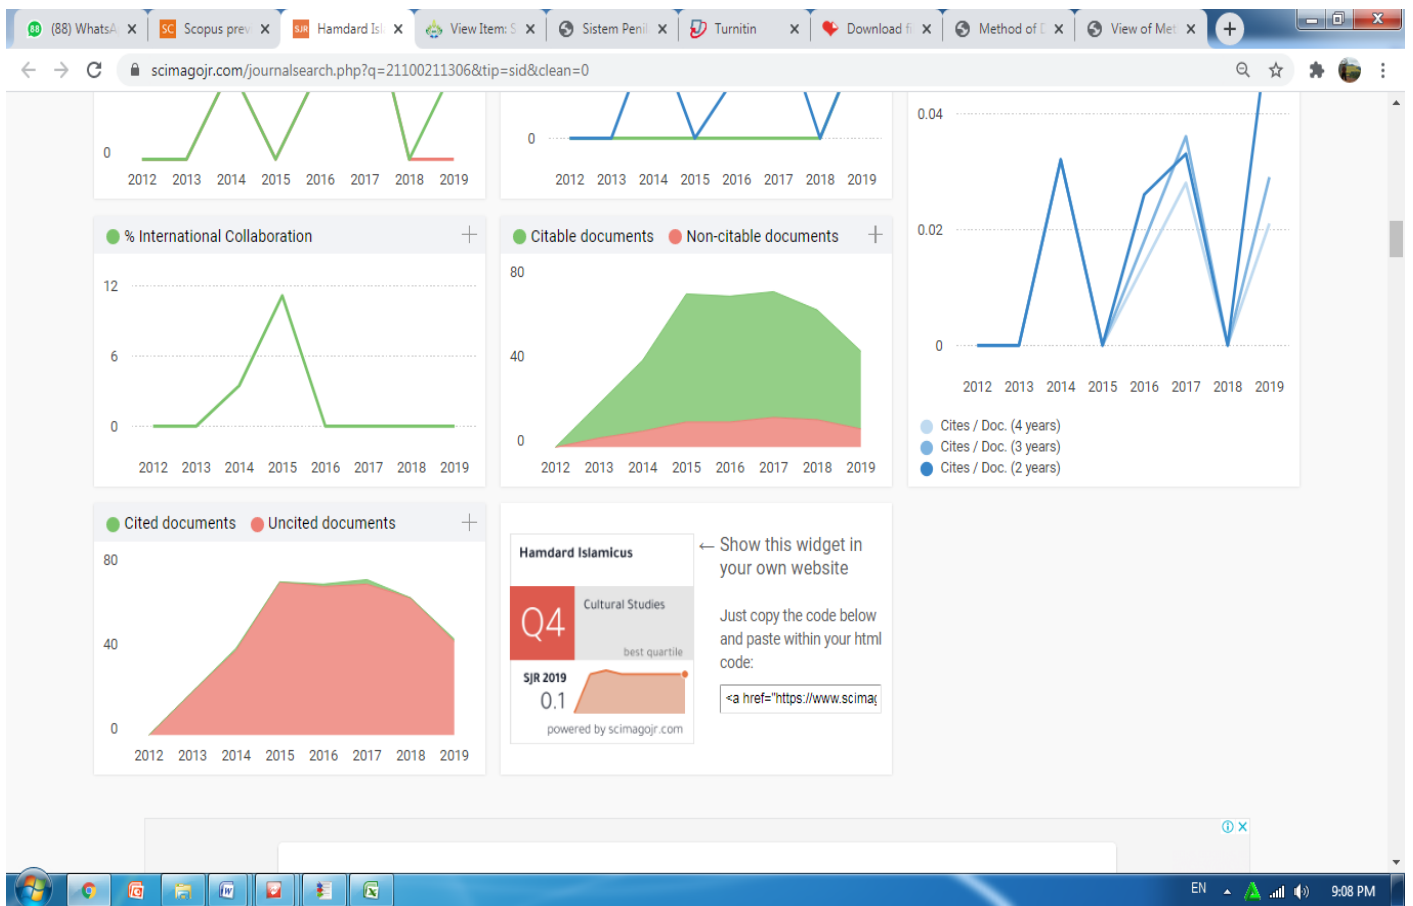 (88) WhatsA
Scopus prev
Hamdard Isl
View Item: S
Sistem Penil
Turnitin
Download fi
Method of D
View of Met
scimagojr.com/journalsearch.php?q=21100211306&tip=sid&clean=0
0
2012 2013 2014 2015 2016 2017 2018 2019
0
2012 2013 2014 2015 2016 2017 2018 2019
0.04
0.02
0
2012 2013 2014 2015 2016 2017 2018 2019
Cites / Doc. (4 years)
Cites / Doc. (3 years)
Cites / Doc. (2 years)
% International Collaboration
12
6
0
2012 2013 2014 2015 2016 2017 2018 2019
Citable documents Non-citable documents
80
40
0
2012 2013 2014 2015 2016 2017 2018 2019
Cited documents Uncited documents
80
40
0
2012 2013 2014 2015 2016 2017 2018 2019
Hamdard Islamicus
Q4
Cultural Studies
best quartile
SJR 2019
0.1
powered by scimagojr.com
← Show this widget in
your own website
Just copy the code below
and paste within your html
code:
<a href="https://www.scimag
EN
9:08 PM